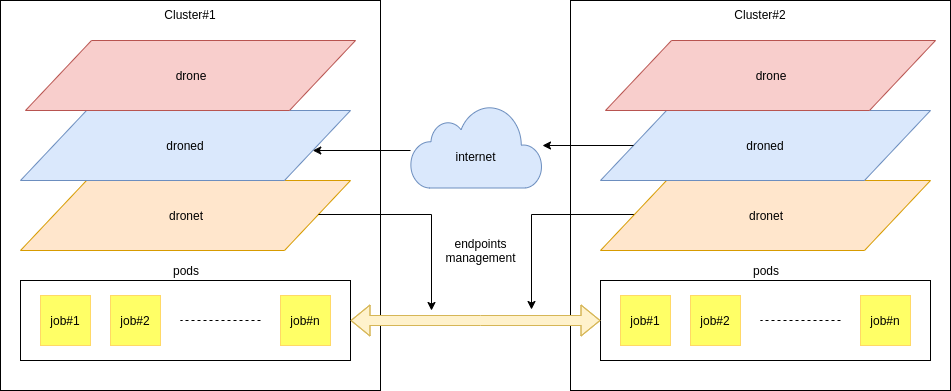 Cluster#1
drone
droned
dronet
pods
job#1
job#2
job#n
internet
endpoints
management
Cluster#2
drone
droned
dronet
pods
job#1
job#2
job#n